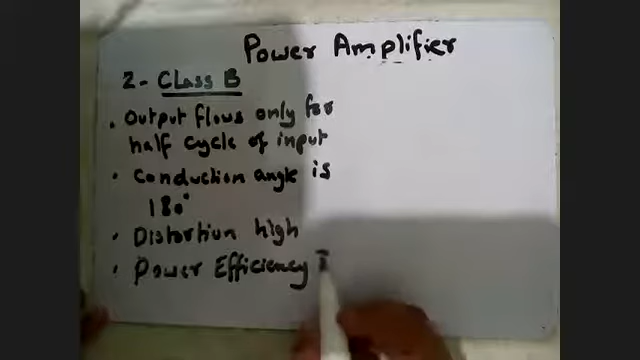 Power Amplifier
2- Class B
. Output flows only for
half cycle of input
. Conduction angle is
180°
. Distortion high
. Power Efficiency